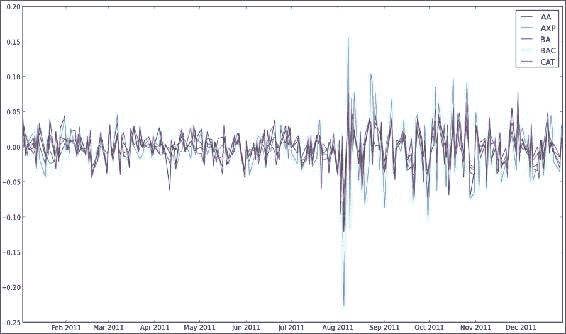 0.20
0.15
0.10
0.05
0.00
−0.05
−0.10
−0.15
−0.20
−0.25
AA
AXP
BA
BAC
CAT
Feb 2011 Mar 2011 Apr 2011 May 2011 Jun 2011 Jul 2011 Aug 2011 Sep 2011 Oct 2011 Nov 2011 Dec 2011